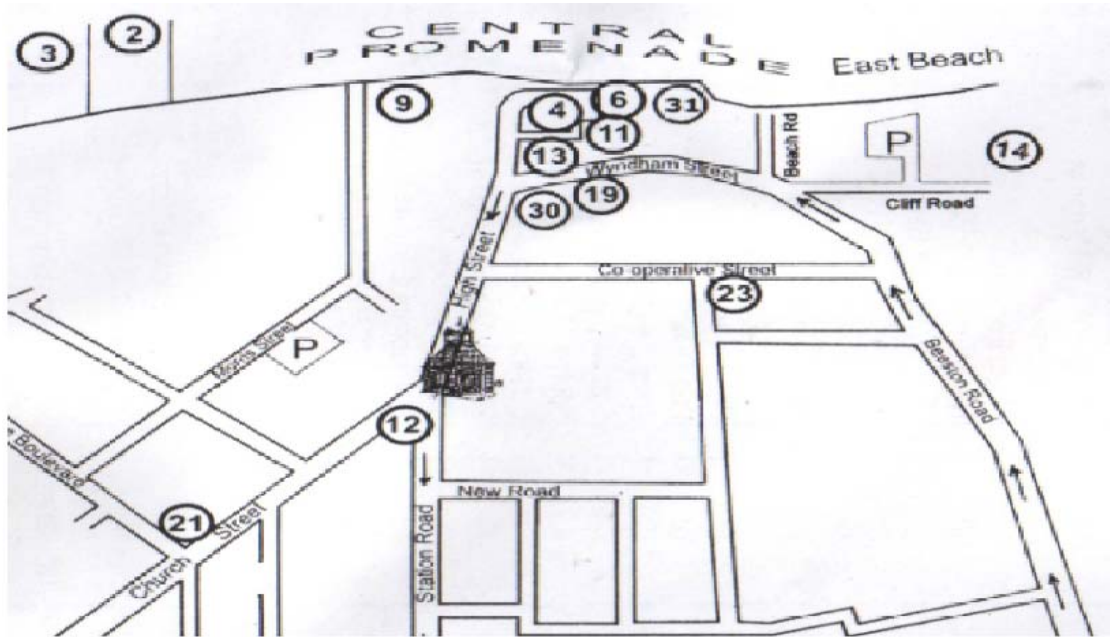 CENTRAL
PROMENADE
East Beach
3
2
9
4
6
31
11
13
Wyndham Street
Beach Rd
P
14
19
30
Cliff Road
High Street
Co-operative Street
23
Morris Street
P
Beeston Road
12
Boulevard
New Road
21
Church Street
Station Road